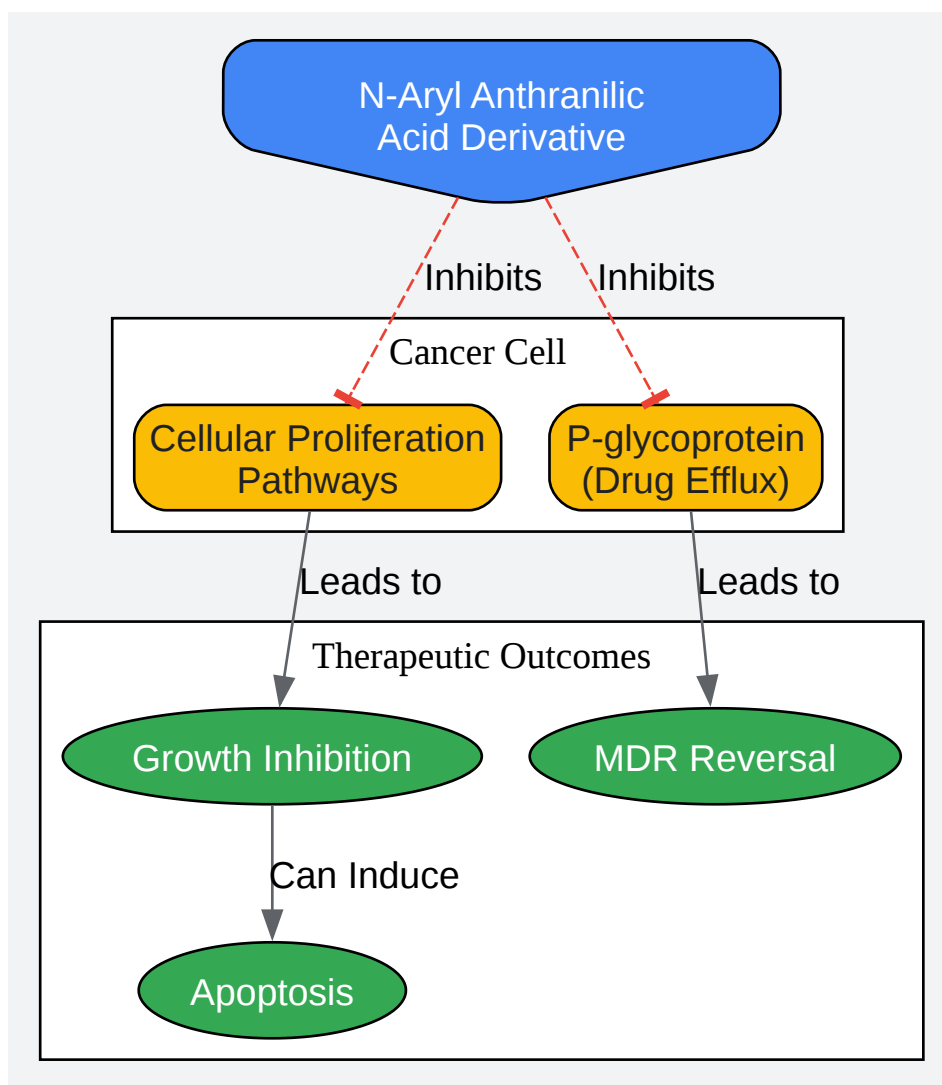 N-Aryl Anthranilic
Acid Derivative
Inhibits
Inhibits
Cancer Cell
Cellular Proliferation
Pathways
P-glycoprotein
(Drug Efflux)
Leads to
Leads to
Therapeutic Outcomes
Growth Inhibition
MDR Reversal
Can Induce
Apoptosis